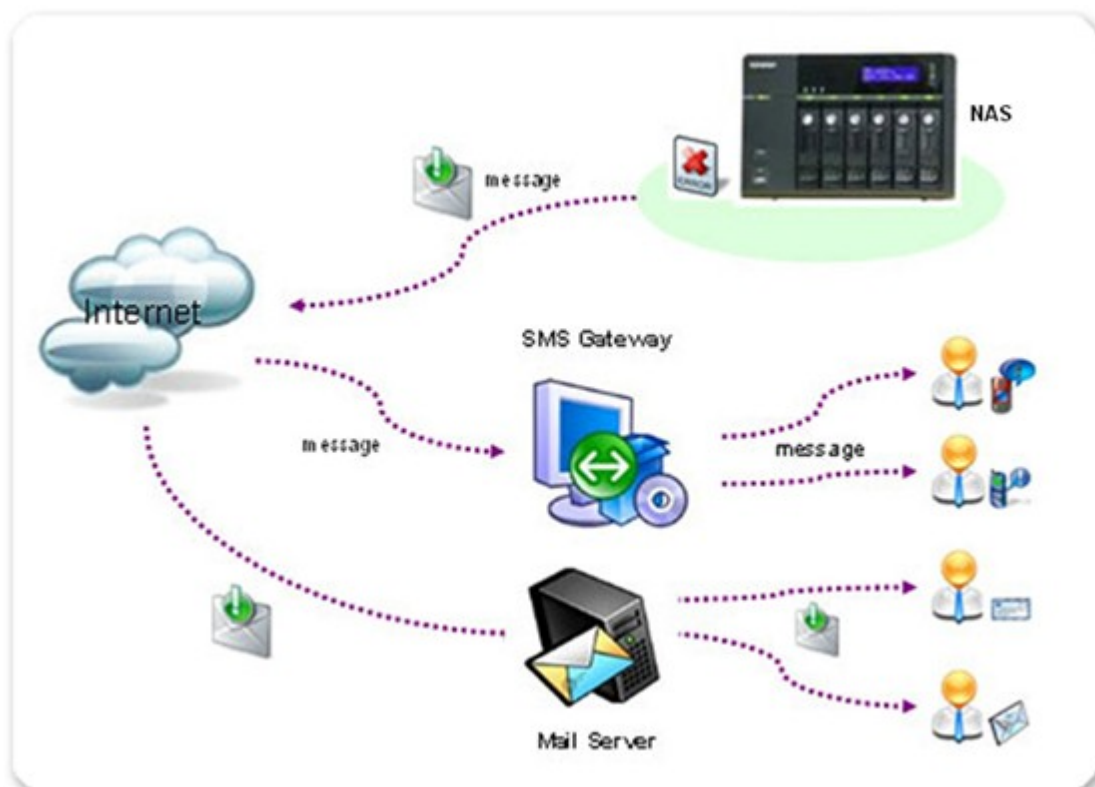 NAS
message
Internet
SMS Gateway
message
message
Mail Server